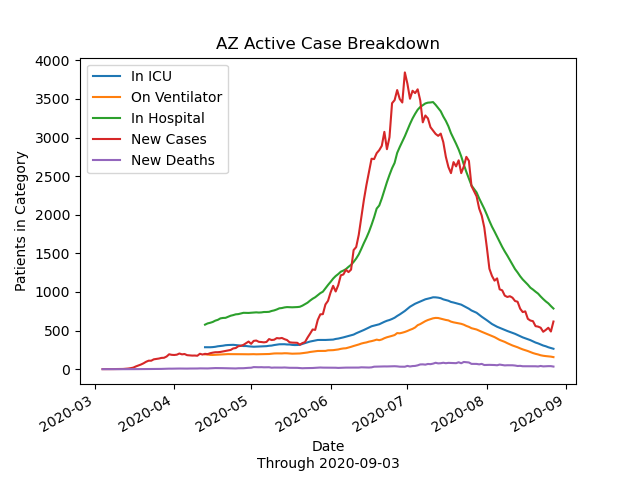 AZ Active Case Breakdown
4000
3500
3000
2500
2000
1500
1000
500
0
Patients in Category
In ICU
On Ventilator
In Hospital
New Cases
New Deaths
2020-03
2020-04
2020-05
2020-06
2020-07
2020-08
2020-09
Date
Through 2020-09-03